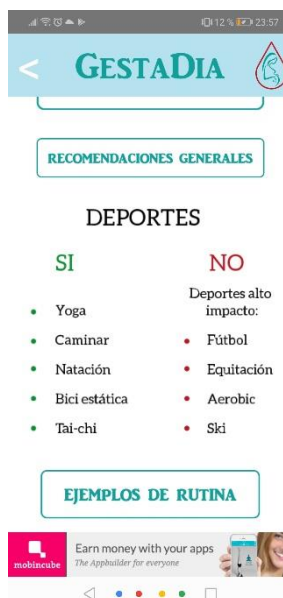 12 % 23:57
< GESTADIA
RECOMENDACIONES GENERALES
DEPORTES
SI
Yoga
Caminar
Natación
Bici estática
Tai-chi
NO
Deportes alto
impacto:
Fútbol
Equitación
Aerobic
Ski
EJEMPLOS DE RUTINA
mobincube
Earn money with your apps
The Appbuilder for everyone